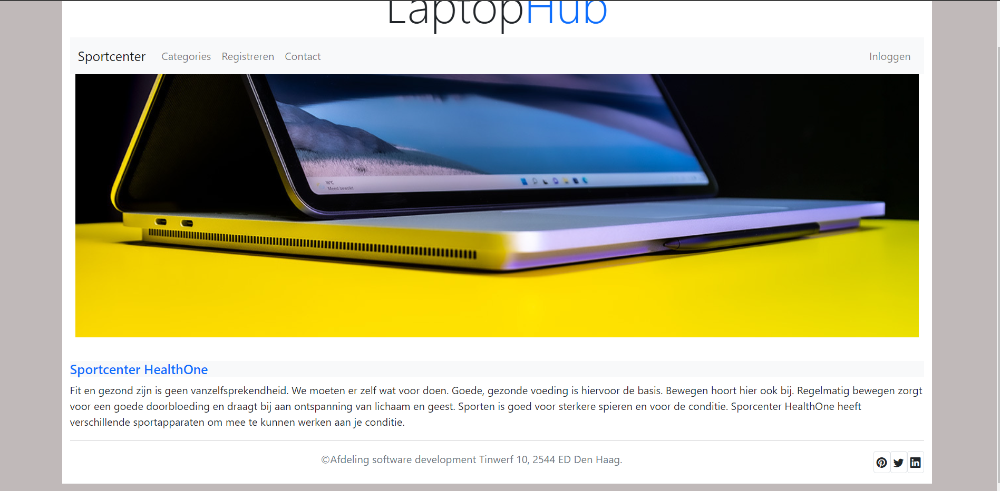 LaptopHub
Sportcenter Categories Registreren Contact Inloggen
16°C
Meest bewolkt
Sportcenter HealthOne
Fit en gezond zijn is geen vanzelfsprekendheid. We moeten er zelf wat voor doen. Goede, gezonde voeding is hiervoor de basis. Bewegen hoort hier ook bij. Regelmatig bewegen zorgt
voor een goede doorbloeding en draagt bij aan ontspanning van lichaam en geest. Sporten is goed voor sterkere spieren en voor de conditie. Sporcenter HealthOne heeft
verschillende sportapparaten om mee te kunnen werken aan je conditie.
©Afdeling software development Tinwerf 10, 2544 ED Den Haag.